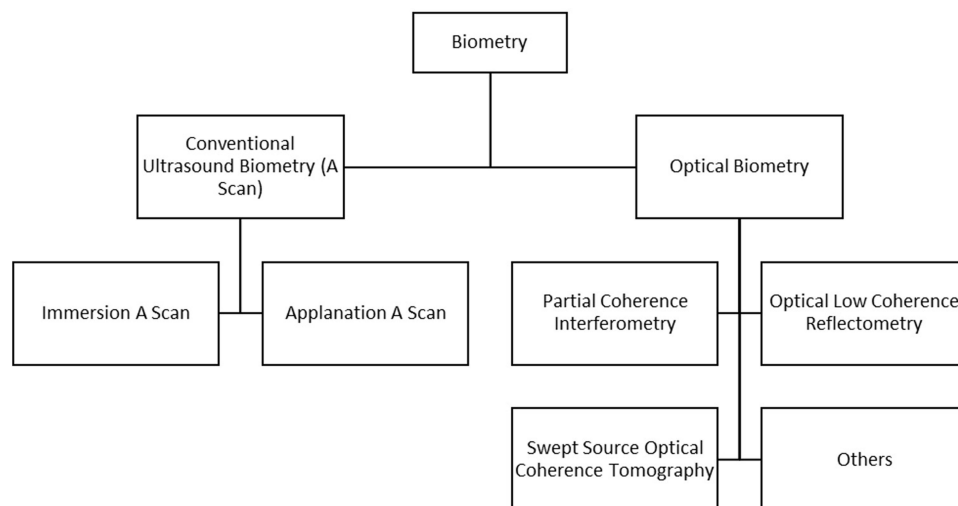 Biometry
Conventional
Ultrasound Biometry (A
Scan)
Optical Biometry
Immersion A Scan
Applanation A Scan
Partial Coherence
Interferometry
Optical Low Coherence
Reflectometry
Swept Source Optical
Coherence Tomography
Others